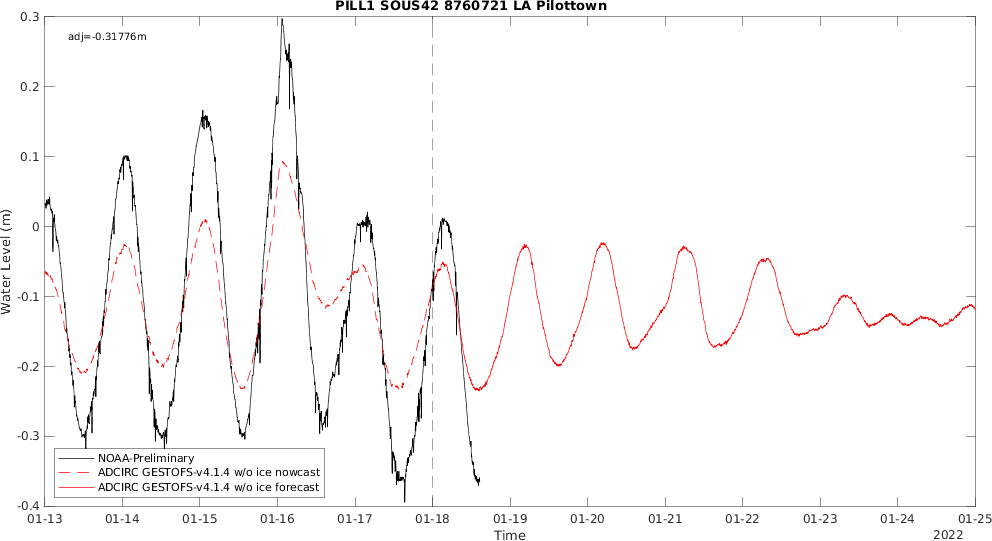 PILL1 SOUS42 8760721 LA Pilottown
adj=-0.31776m
0.3
0.2
0.1
0
-0.1
-0.2
-0.3
-0.4
Water Level (m)
NOAA-Preliminary
ADCIRC GESTOFS-v4.1.4 w/o ice nowcast
ADCIRC GESTOFS-v4.1.4 w/o ice forecast
01-13 01-14 01-15 01-16 01-17 01-18 01-19 01-20 01-21 01-22 01-23 01-24 01-25
Time
2022